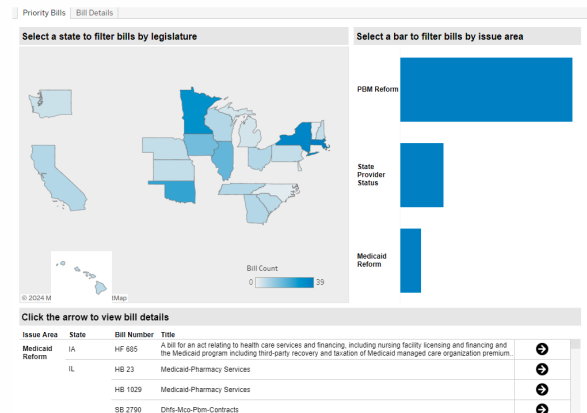 Priority Bills Bill Details
Select a state to filter bills by legislature
Select a bar to filter bills by issue area
PBM Reform
State
Provider
Status
Medicaid
Reform
Bill Count
0 39
© 2024 M tMap
Click the arrow to view bill details
Issue Area State Bill Number Title
Medicaid Reform IA HF 685 A bill for an act relating to health care services and financing, including nursing facility licensing and financing and
the Medicaid program including third-party recovery and taxation of Medicaid managed care organization premium..
IL HB 23 Medicaid-Pharmacy Services
HB 1029 Medicaid-Pharmacy Services
SB 2790 Dhfs-Mco-Pbm-Contracts